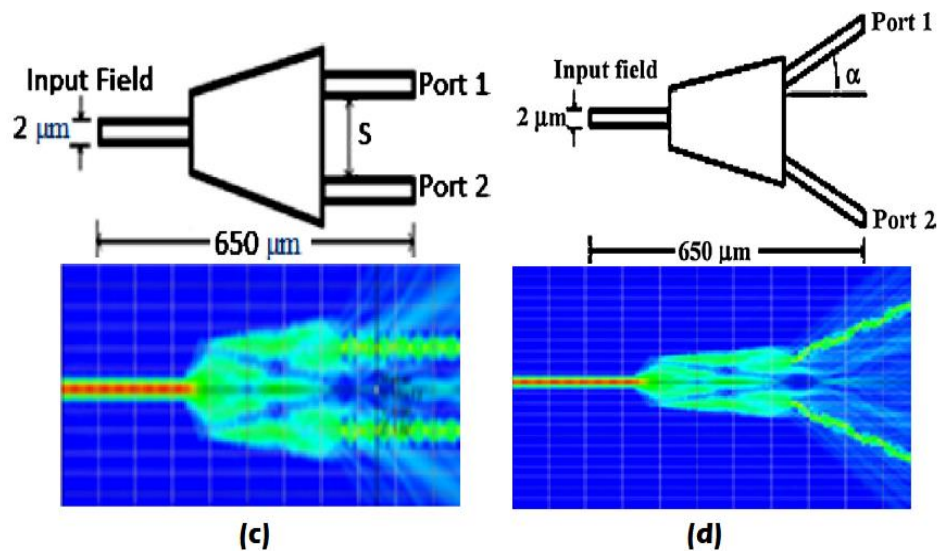 Input Field
2 μm
Port 1
S
Port 2
650 μm
(c)
Port 1
Input field
α
2 μm
Port 2
650 μm
(d)